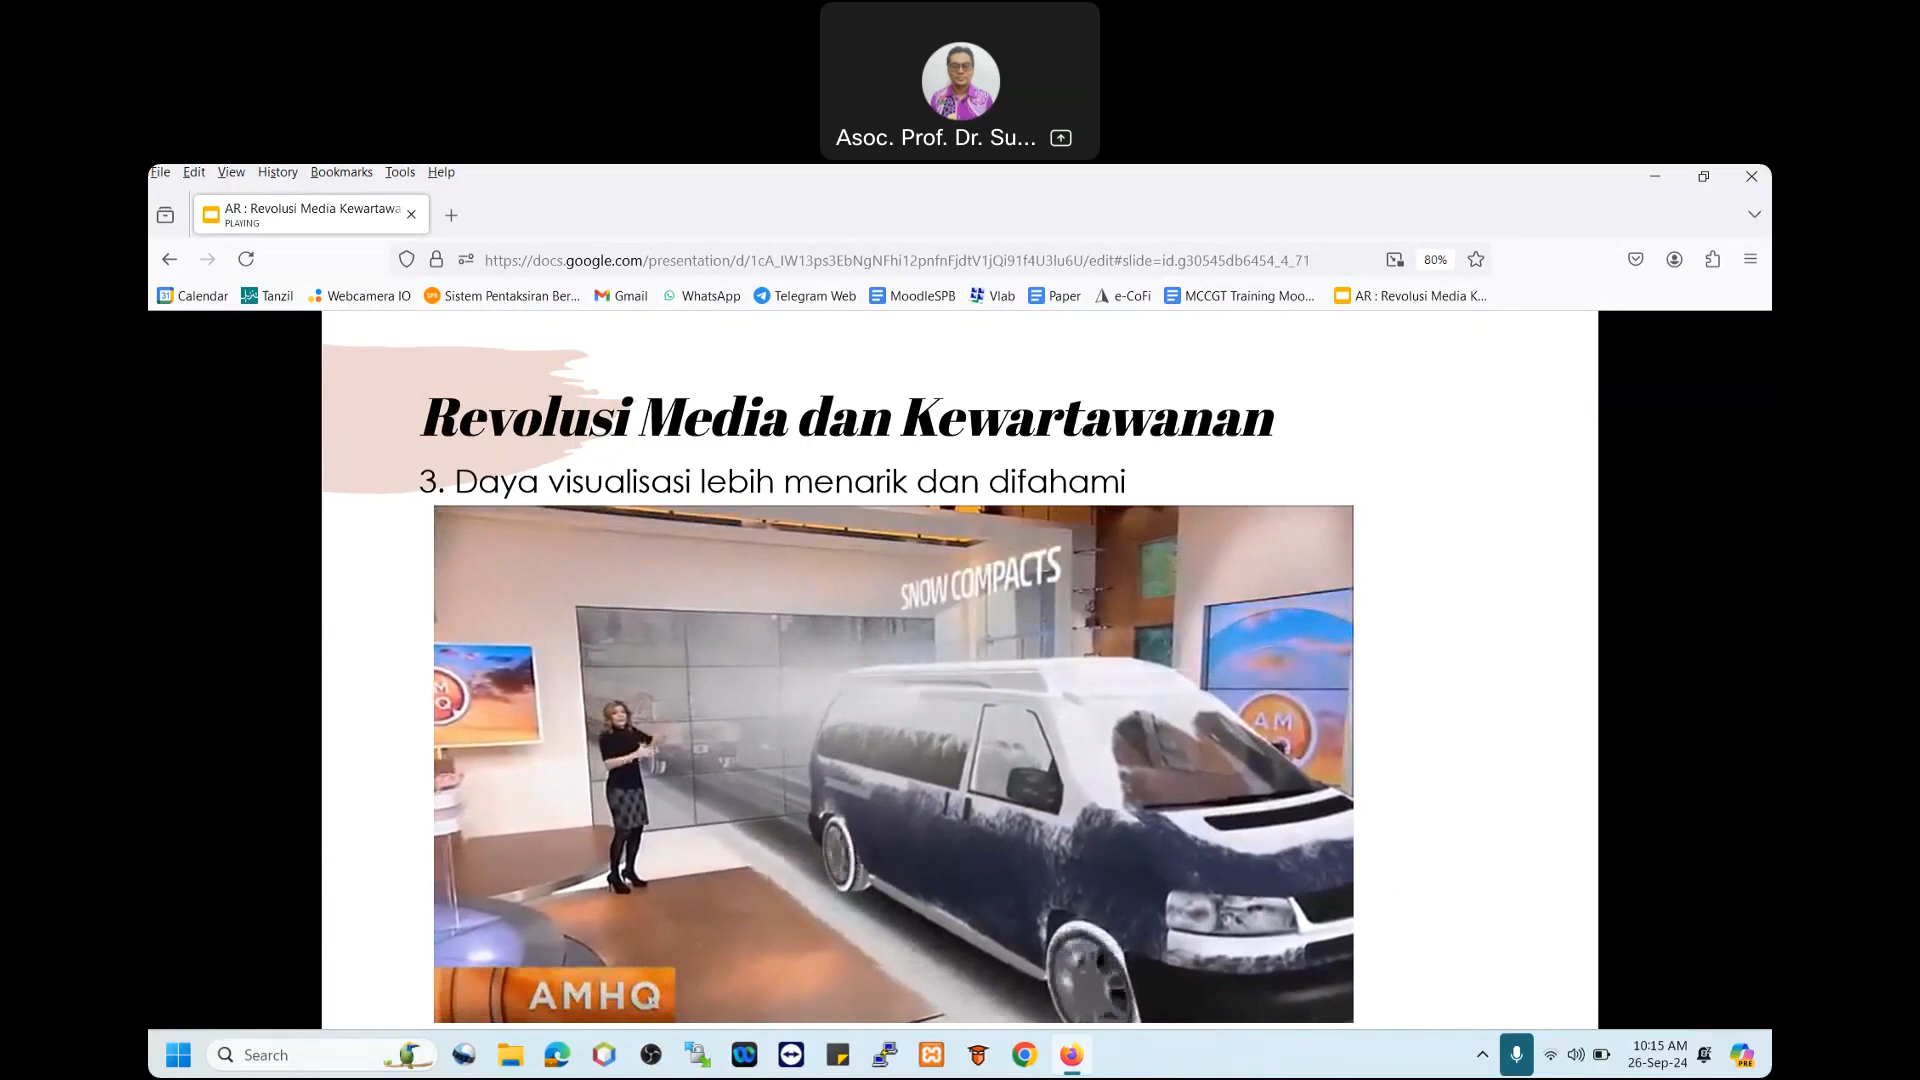 Asoc. Prof. Dr. Su...
File Edit View History Bookmarks Tools Help
AR : Revolusi Media Kewartawa
PLAYING
https://docs.google.com/presentation/d/1cA_IW13ps3EbNgNFhi12pnfnFjdtV1jQi91f4U3lu6U/edit#slide=id.g30545db6454_4_71
80%
Calendar Tanzil Webcamera IO Sistem Pentaksiran Ber... Gmail WhatsApp Telegram Web MoodleSPB Vlab Paper e-CoFi MCCGT Training Moo... AR : Revolusi Media K...
Revolusi Media dan Kewartawanan
3. Daya visualisasi lebih menarik dan difahami
SNOW COMPACTS
AM
AMHQ
Search
10:15 AM
26-Sep-24
PRE